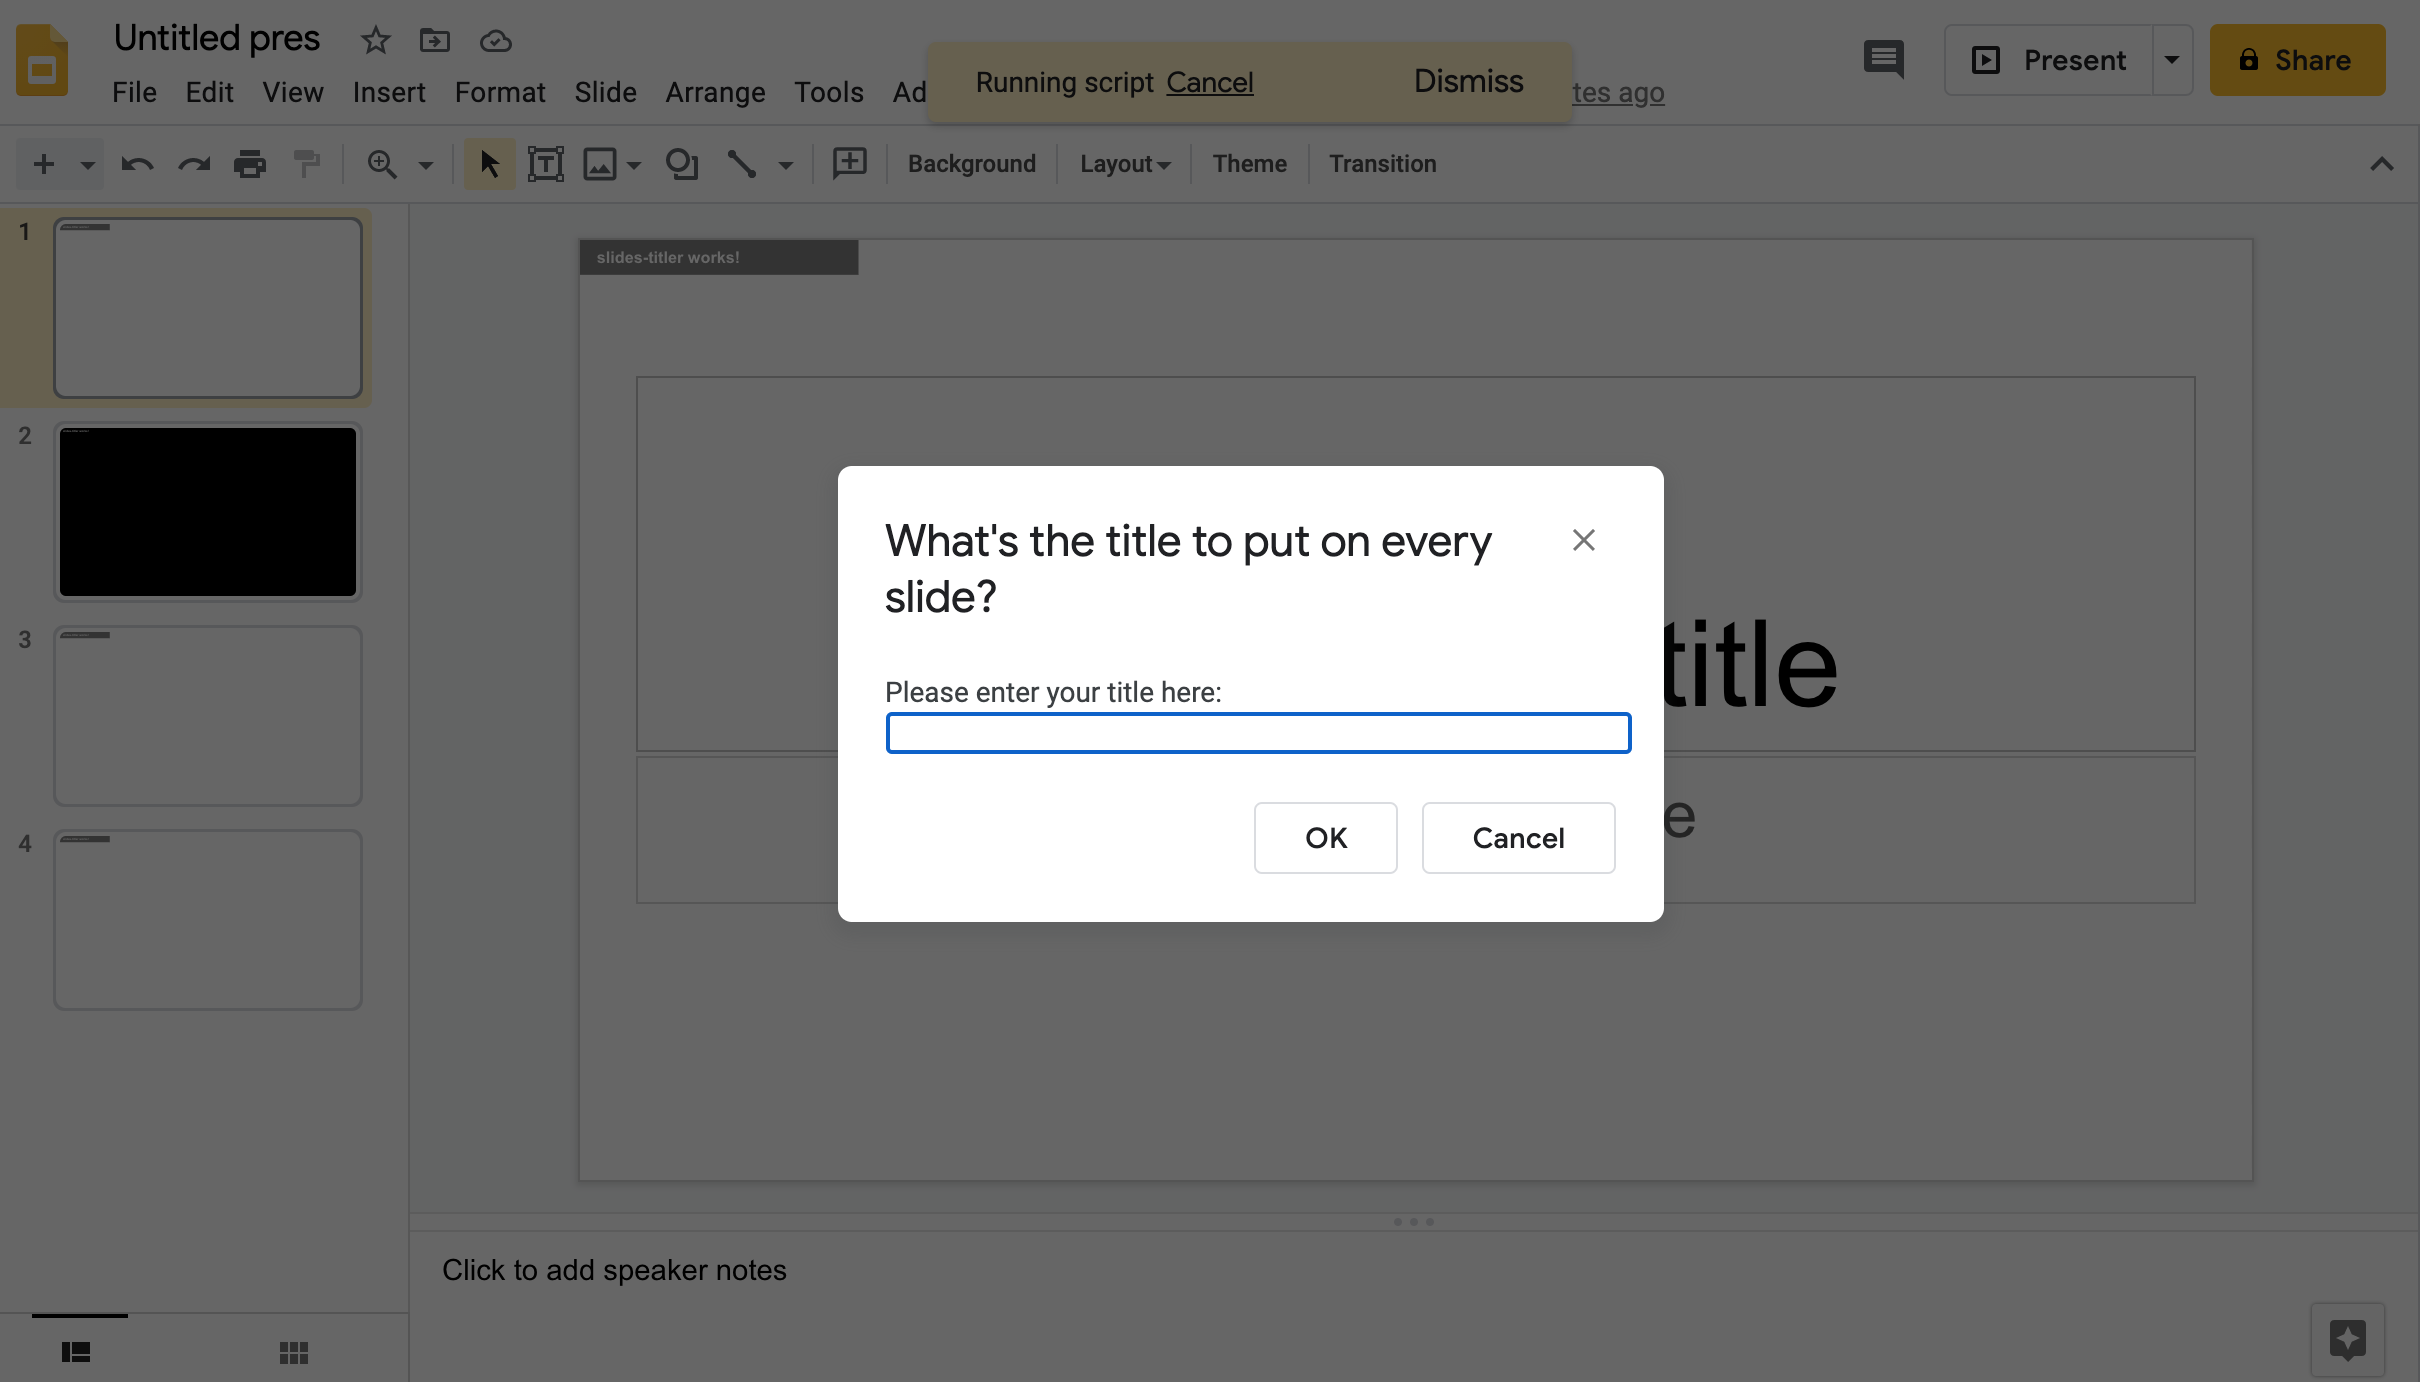 Untitled pres
File Edit View Insert Format Slide Arrange Tools Ad
Running script Cancel Dismiss
tes ago
Present
Share
Background Layout Theme Transition
1
2
3
4
slides-titler works!
title
e
What's the title to put on every
slide?
Please enter your title here:
OK Cancel
Click to add speaker notes